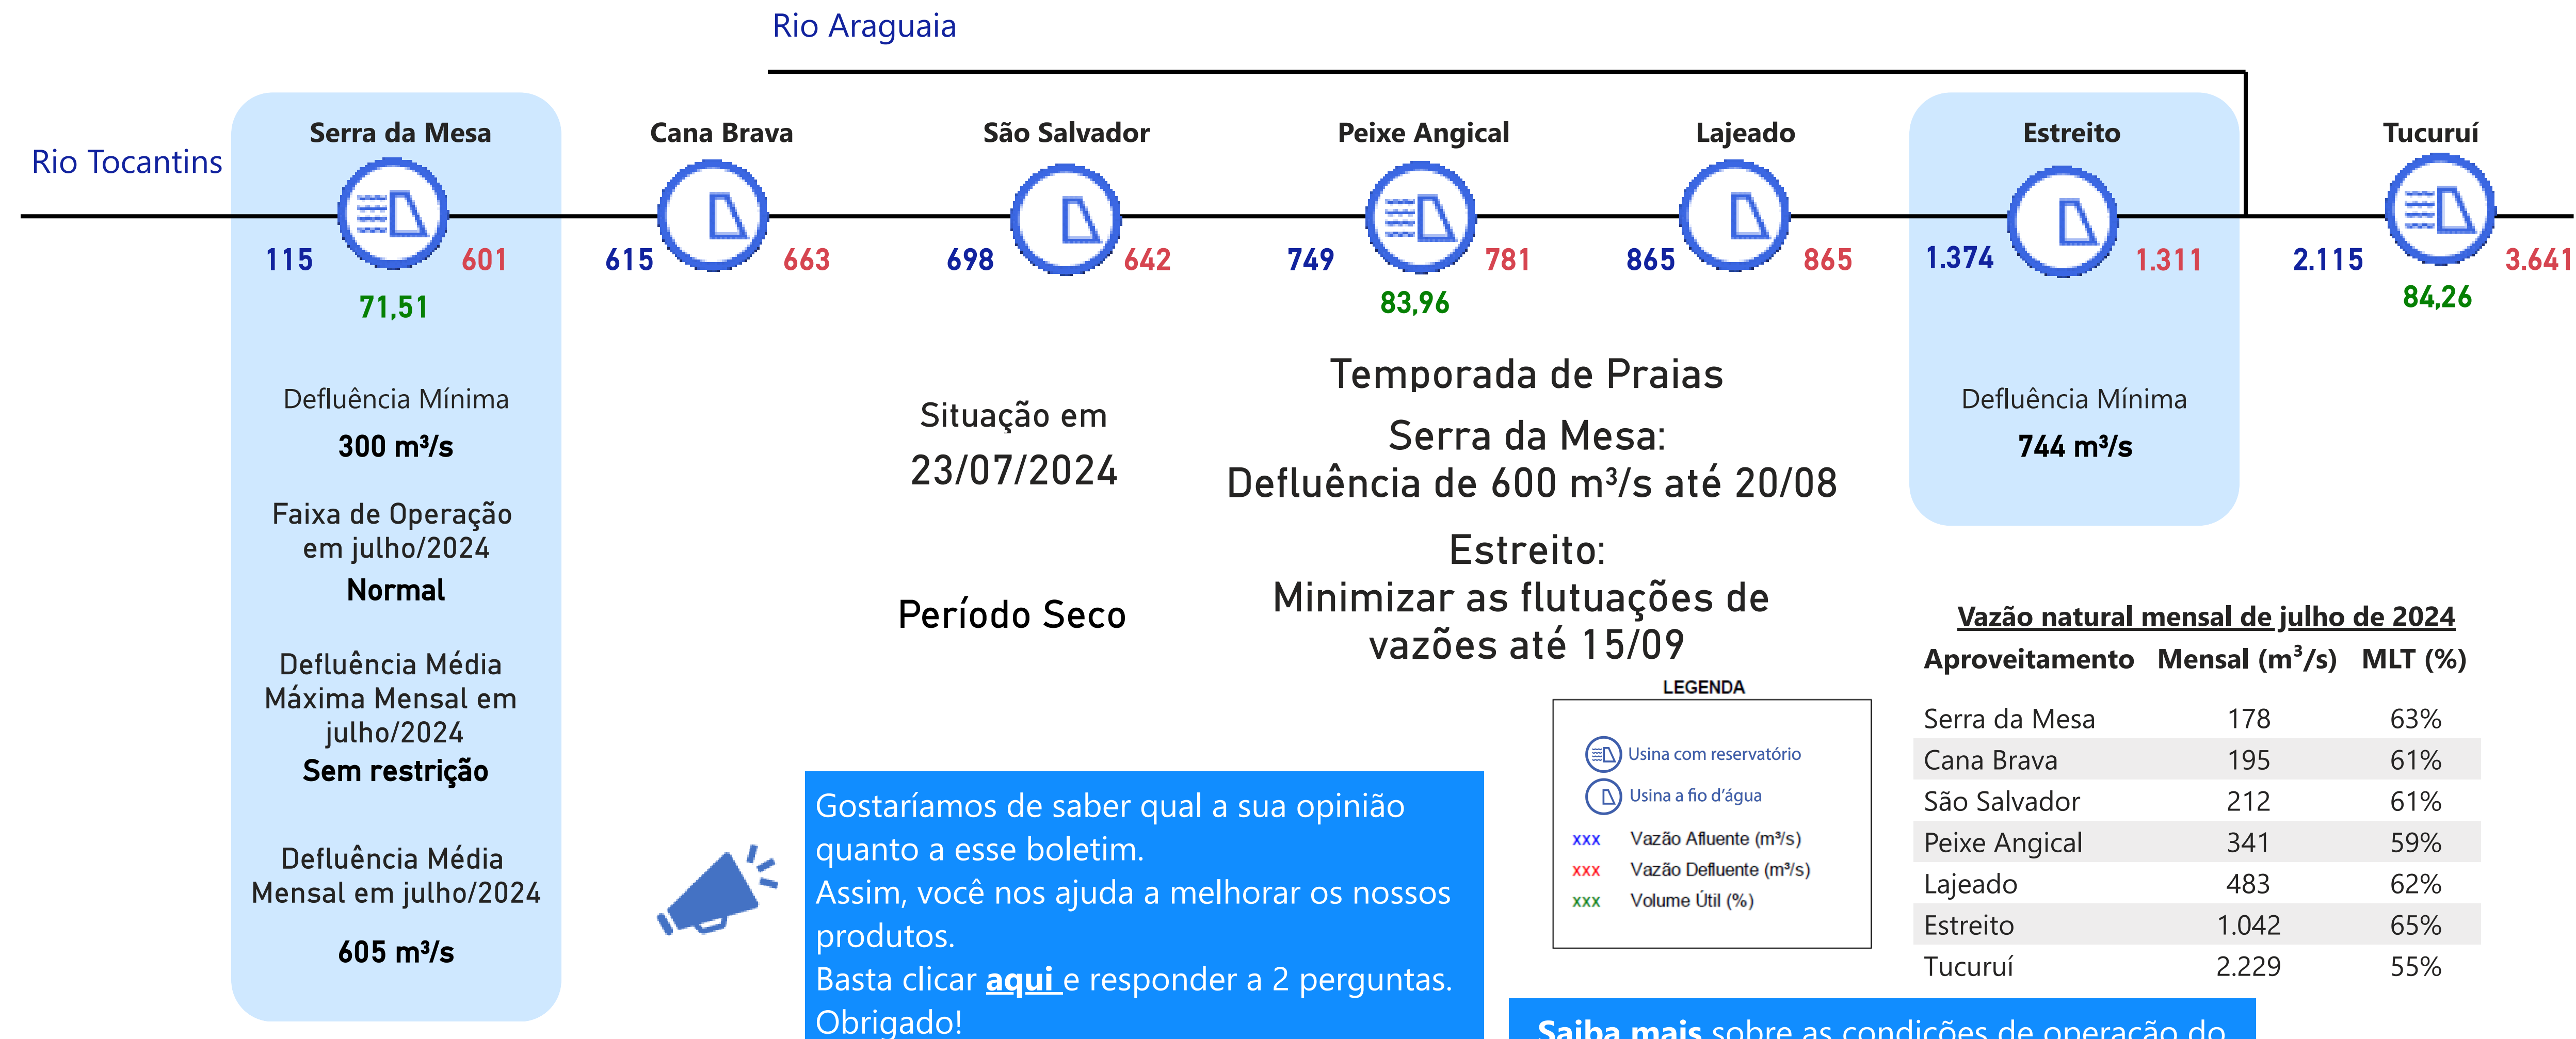 Rio Araguaia
Rio Tocantins
Serra da Mesa
Cana Brava
São Salvador
Peixe Angical
Lajeado
Estreito
Tucuruí
115
601
615
663
698
642
749
781
865
865
1.374
1.311
2.115
3.641
71,51
83,96
84,26
Defluência Mínima
300 m³/s
Faixa de Operação
em julho/2024
Normal
Defluência Média
Máxima Mensal em
julho/2024
Sem restrição
Defluência Média
Mensal em julho/2024
605 m³/s
Situação em
23/07/2024
Período Seco
Temporada de Praias
Serra da Mesa:
Defluência de 600 m³/s até 20/08
Estreito:
Minimizar as flutuações de
vazões até 15/09
Defluência Mínima
744 m³/s
Gostaríamos de saber qual a sua opinião
quanto a esse boletim.
Assim, você nos ajuda a melhorar os nossos
produtos.
Basta clicar aqui e responder a 2 perguntas.
Obrigado!
LEGENDA
Usina com reservatório
Usina a fio d'água
xxx Vazão Afluente (m³/s)
xxx Vazão Defluente (m³/s)
xxx Volume Útil (%)
Vazão natural mensal de julho de 2024
Aproveitamento Mensal (m³/s) MLT (%)
Serra da Mesa 178 63%
Cana Brava 195 61%
São Salvador 212 61%
Peixe Angical 341 59%
Lajeado 483 62%
Estreito 1.042 65%
Tucuruí 2.229 55%
Saiba mais sobre as condições de operação do